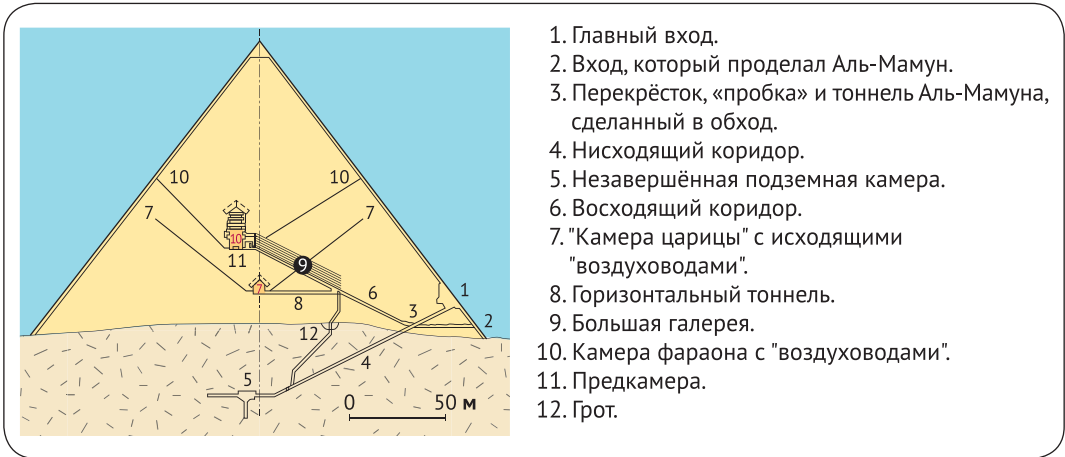 10
10
7
7
10
11
9
7
8
6
3
1
2
12
4
5
0
50 м
1. Главный вход.
2. Вход, который проделал Аль-Мамун.
3. Перекрёсток, «пробка» и тоннель Аль-Мамуна,
сделанный в обход.
4. Нисходящий коридор.
5. Незавершённая подземная камера.
6. Восходящий коридор.
7. "Камера царицы" с исходящими
"воздуховодами".
8. Горизонтальный тоннель.
9. Большая галерея.
10. Камера фараона с "воздуховодами".
11. Предкамера.
12. Грот.